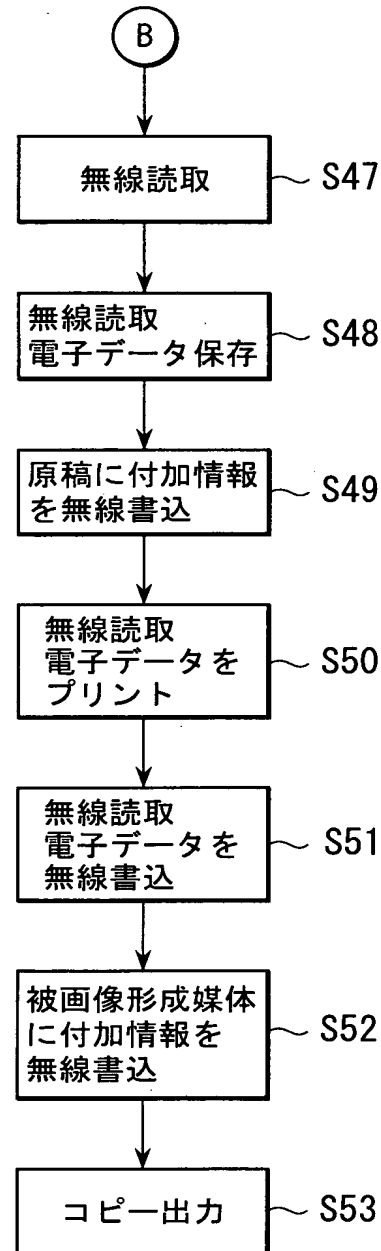 B
無線読取
S47
無線読取
電子データ保存
S48
原稿に付加情報
を無線書込
S49
無線読取
電子データを
プリント
S50
無線読取
電子データを
無線書込
S51
被画像形成媒体
に付加情報を
無線書込
S52
コピー出力
S53